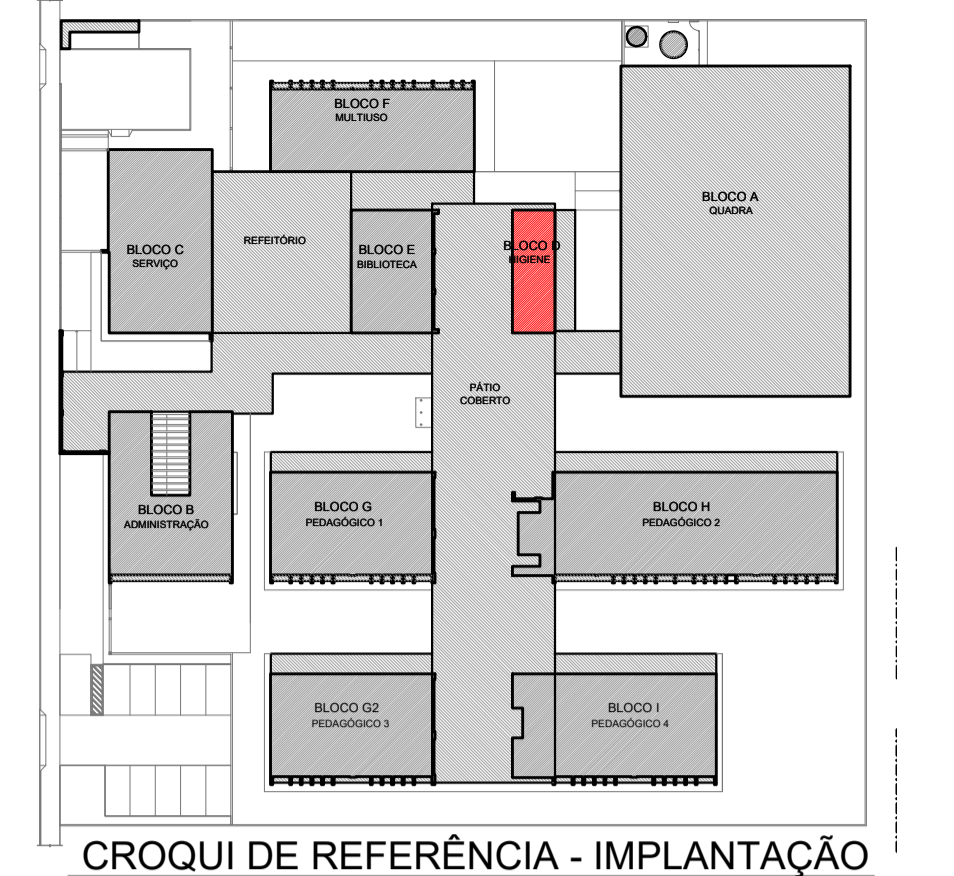 BLOCO F
MULTIUSO
BLOCO A
QUADRA
BLOCO C
SERVIÇO
REFEITÓRIO
BLOCO E
BIBLIOTECA
BLOCO D
HIGIENE
PÁTIO
COBERTO
BLOCO B
ADMINISTRAÇÃO
BLOCO G
PEDAGÓGICO 1
BLOCO H
PEDAGÓGICO 2
BLOCO G2
PEDAGÓGICO 3
BLOCO I
PEDAGÓGICO 4
CROQUI DE REFERÊNCIA - IMPLANTAÇÃO